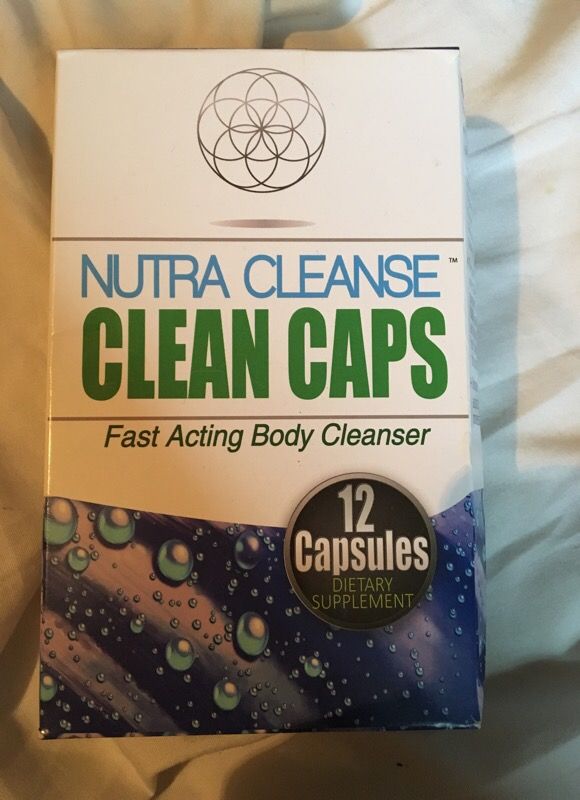 NUTRA CLEANSE™
CLEAN CAPS
Fast Acting Body Cleanser
12
Capsules
DIETARY
SUPPLEMENT